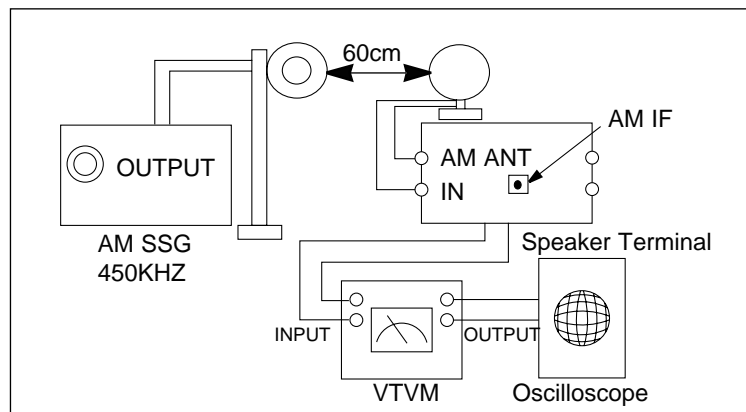 60cm
AM IF
OUTPUT
AM ANT
IN
AM SSG
450KHZ
Speaker Terminal
INPUT
OUTPUT
VTVM
Oscilloscope